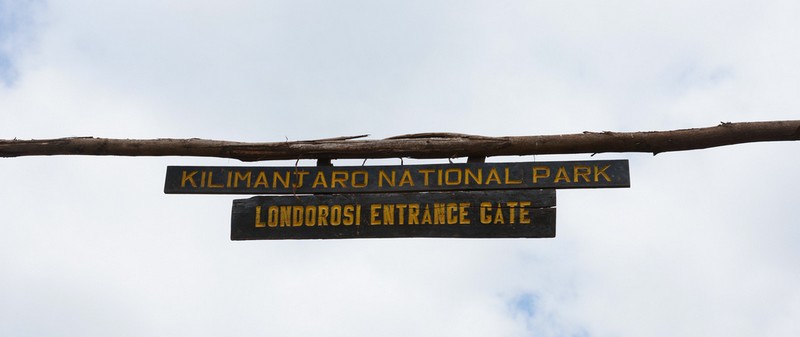 KILIMANJARO NATIONAL PARK
LONDOROSI ENTRANCE GATE